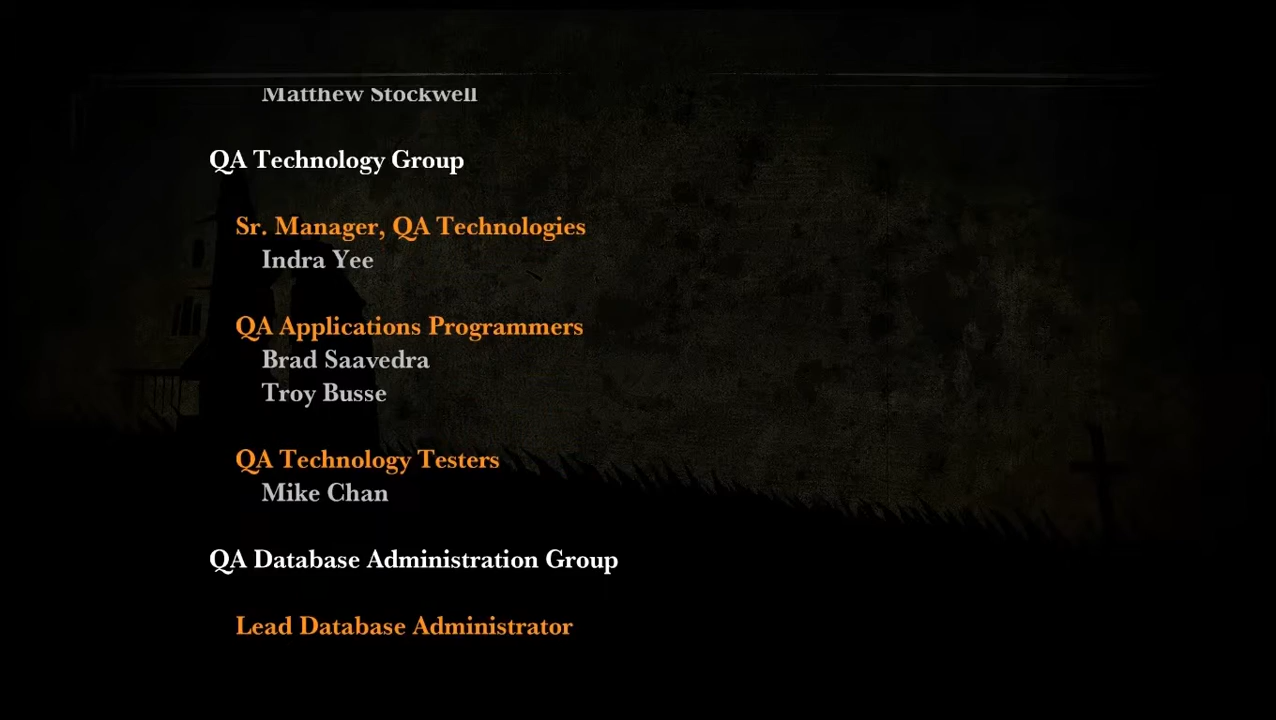 Matthew Stockwell
QA Technology Group
Sr. Manager, QA Technologies
Indra Yee
QA Applications Programmers
Brad Saavedra
Troy Busse
QA Technology Testers
Mike Chan
QA Database Administration Group
Lead Database Administrator